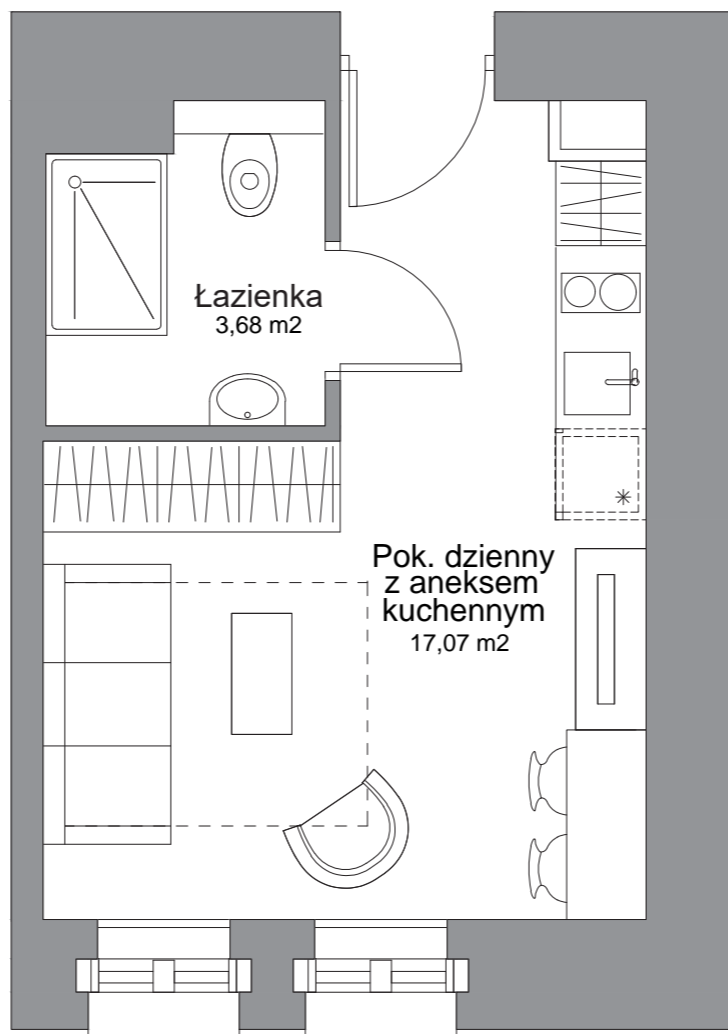 Łazienka
3,68 m2
Pok. dzienny
z aneksem
kuchennym
17,07 m2